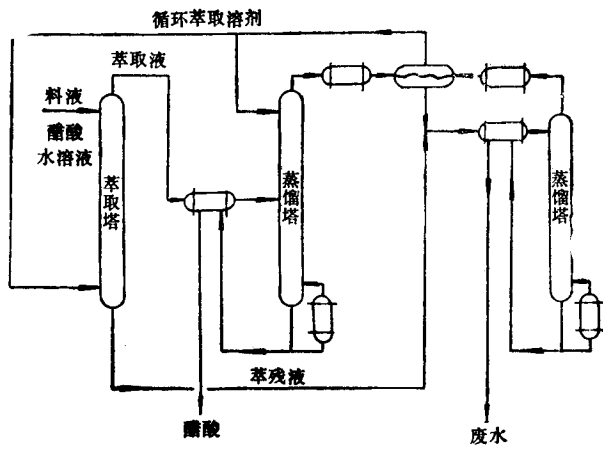 循环萃取溶剂
萃取液
料液
醋酸
水溶液
萃取塔
蒸馏塔
蒸馏塔
萃残液
醋酸
废水